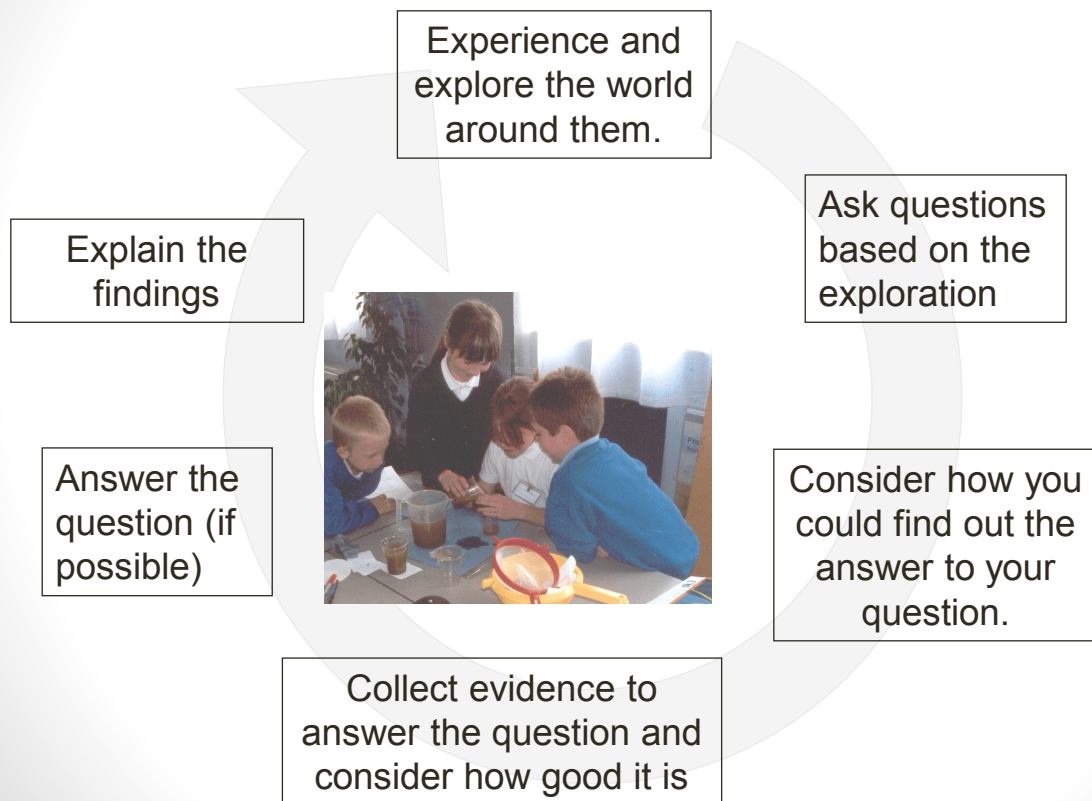 Experience and
explore the world
around them.
Ask questions
based on the
exploration
Consider how you
could find out the
answer to your
question.
Collect evidence to
answer the question and
consider how good it is
Answer the
question (if
possible)
Explain the
findings